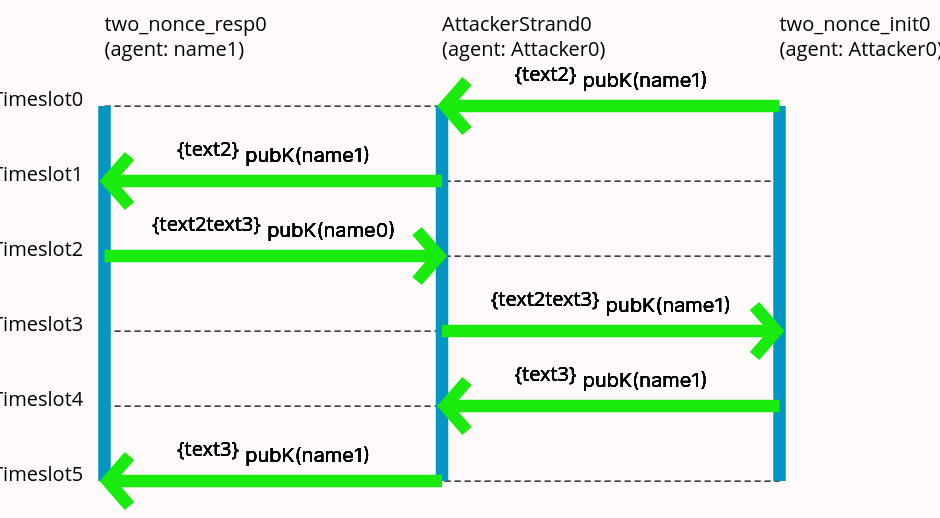 two_nonce_resp0 AttackerStrand0 two_nonce_init0
(agent: name1) (agent: Attacker0) (agent: Attacker0)
Timeslot0 {text2} pubK(name1)
Timeslot1 {text2} pubK(name1)
Timeslot2 {text2text3} pubK(name0)
Timeslot3 {text2text3} pubK(name1)
Timeslot4 {text3} pubK(name1)
Timeslot5 {text3} pubK(name1)